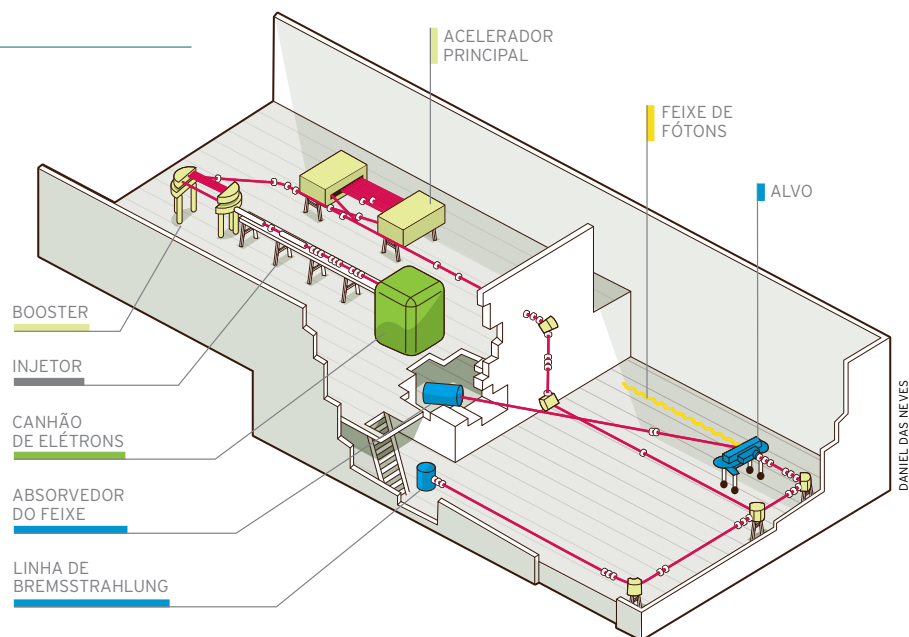 ACELERADOR
PRINCIPAL
FEIXE DE
FÓTONS
ALVO
BOOSTER
INJETOR
CANHÃO
DE ELÉTRONS
ABSORVEDOR
DO FEIXE
LINHA DE
BREMSSTRAHLUNG
DANIEL DAS NEVES